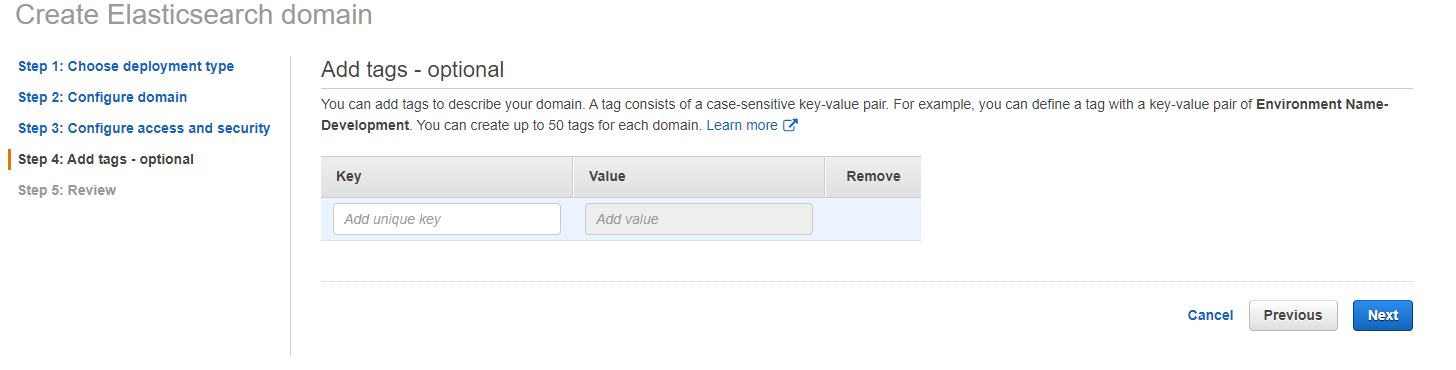 Create Elasticsearch domain
Step 1: Choose deployment type
Step 2: Configure domain
Step 3: Configure access and security
Step 4: Add tags - optional
Step 5: Review
Add tags - optional
You can add tags to describe your domain. A tag consists of a case-sensitive key-value pair. For example, you can define a tag with a key-value pair of Environment Name-
Development. You can create up to 50 tags for each domain. Learn more
Key Value Remove
Add unique key Add value
Cancel Previous Next